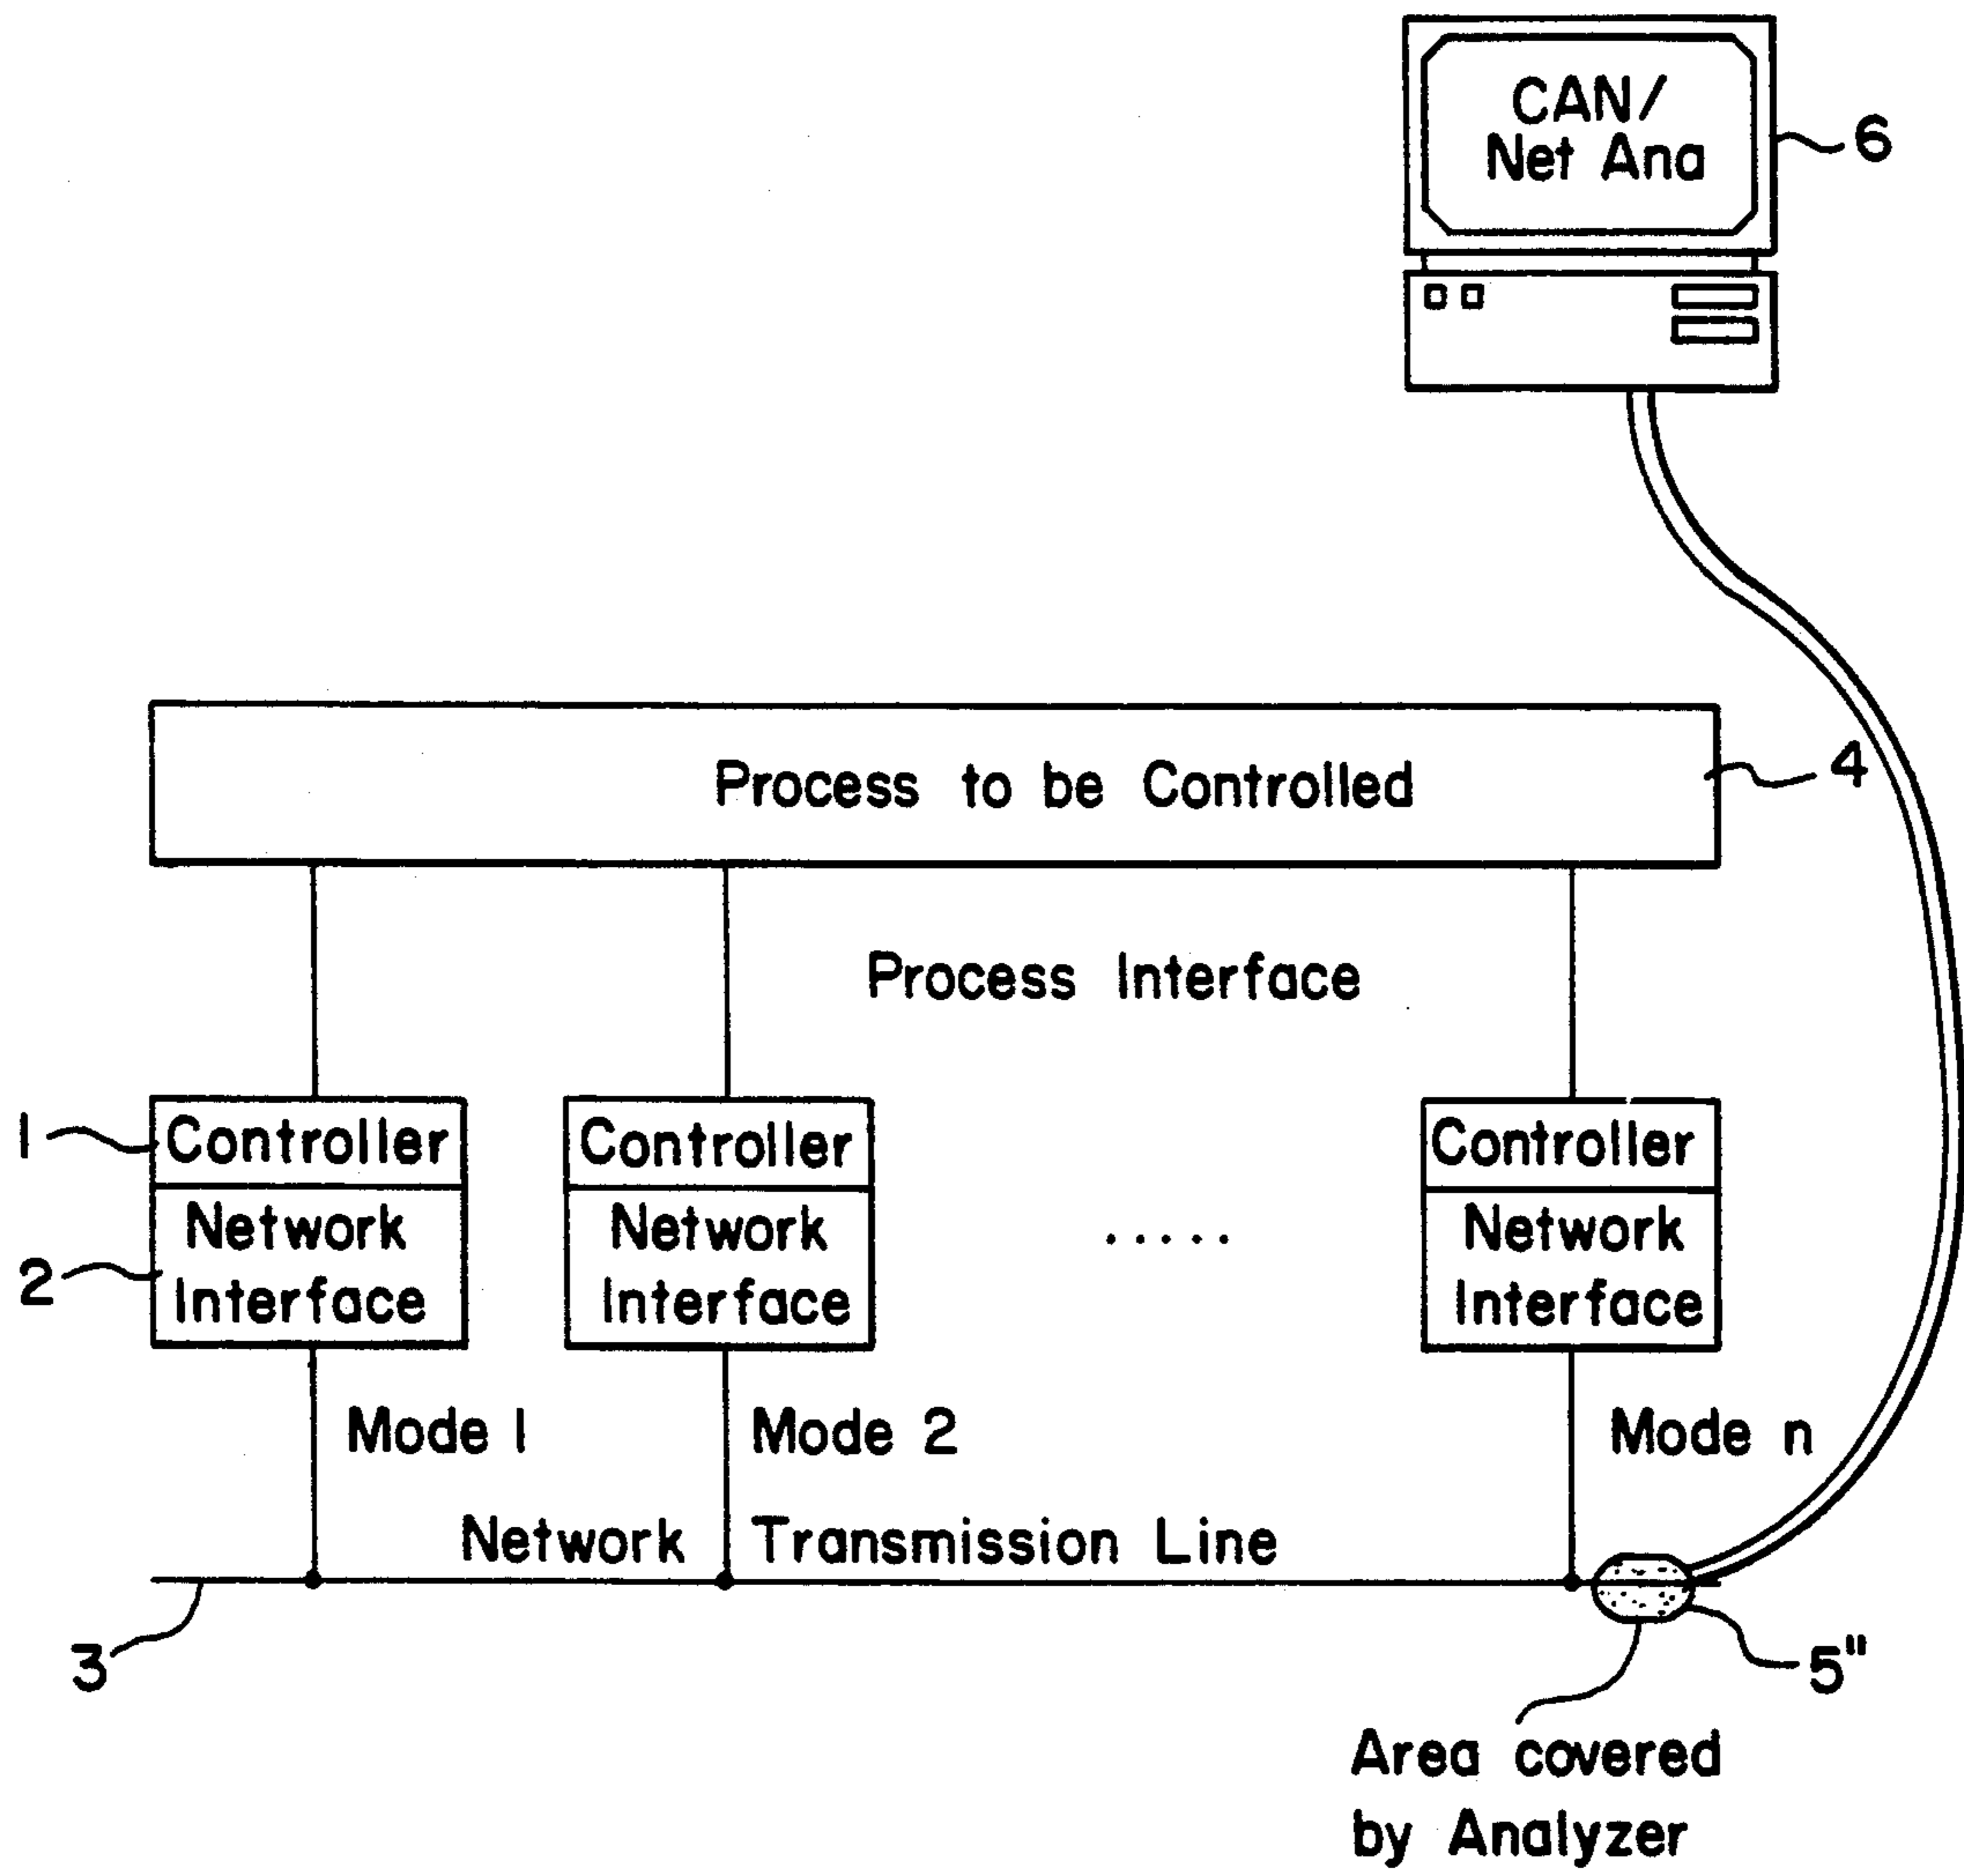 CAN/
Net Ana
6
Process to be Controlled
4
Process Interface
1
Controller
Controller
Controller
2
Network
Interface
Network
Interface
.....
Network
Interface
Mode 1
Mode 2
Mode n
Network Transmission Line
3
5"
Area covered
by Analyzer